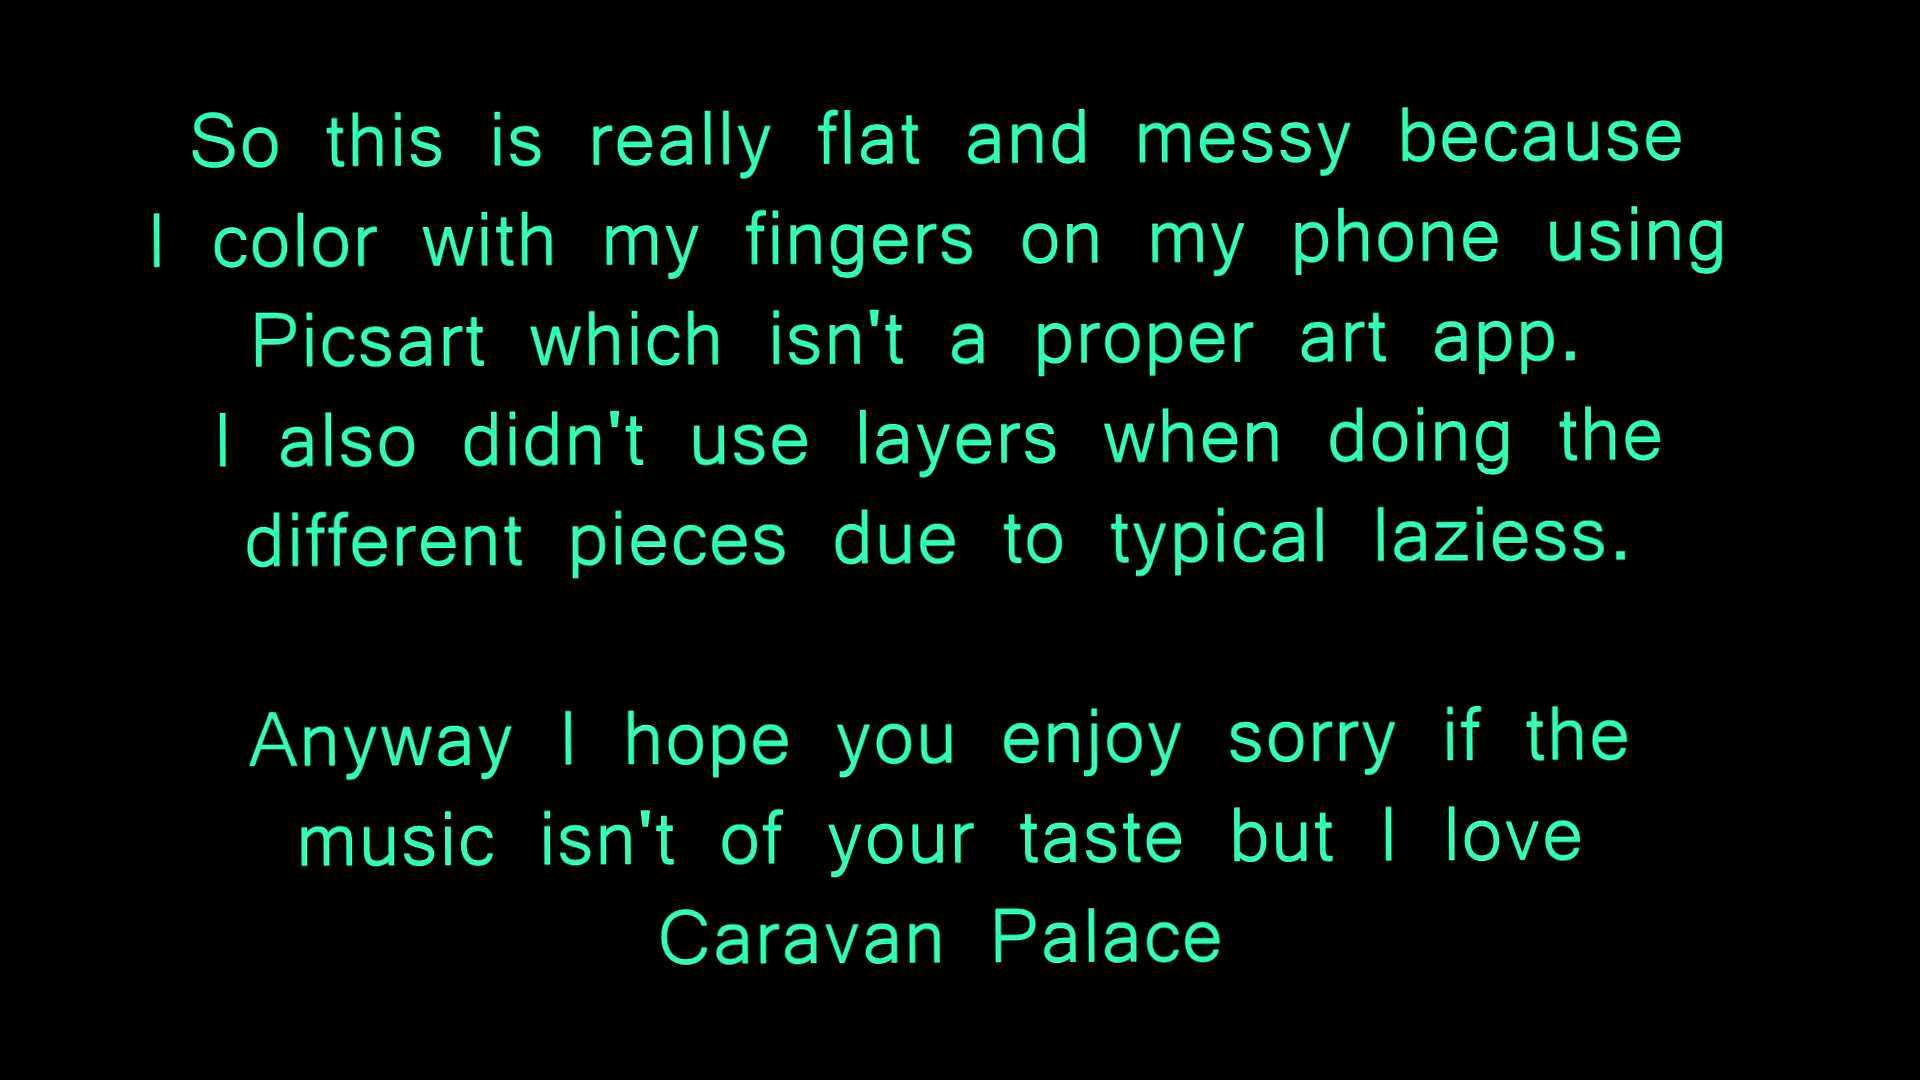 So this is really flat and messy because
I color with my fingers on my phone using
Picsart which isn't a proper art app.
I also didn't use layers when doing the
different pieces due to typical laziess.
Anyway I hope you enjoy sorry if the
music isn't of your taste but I love
Caravan Palace